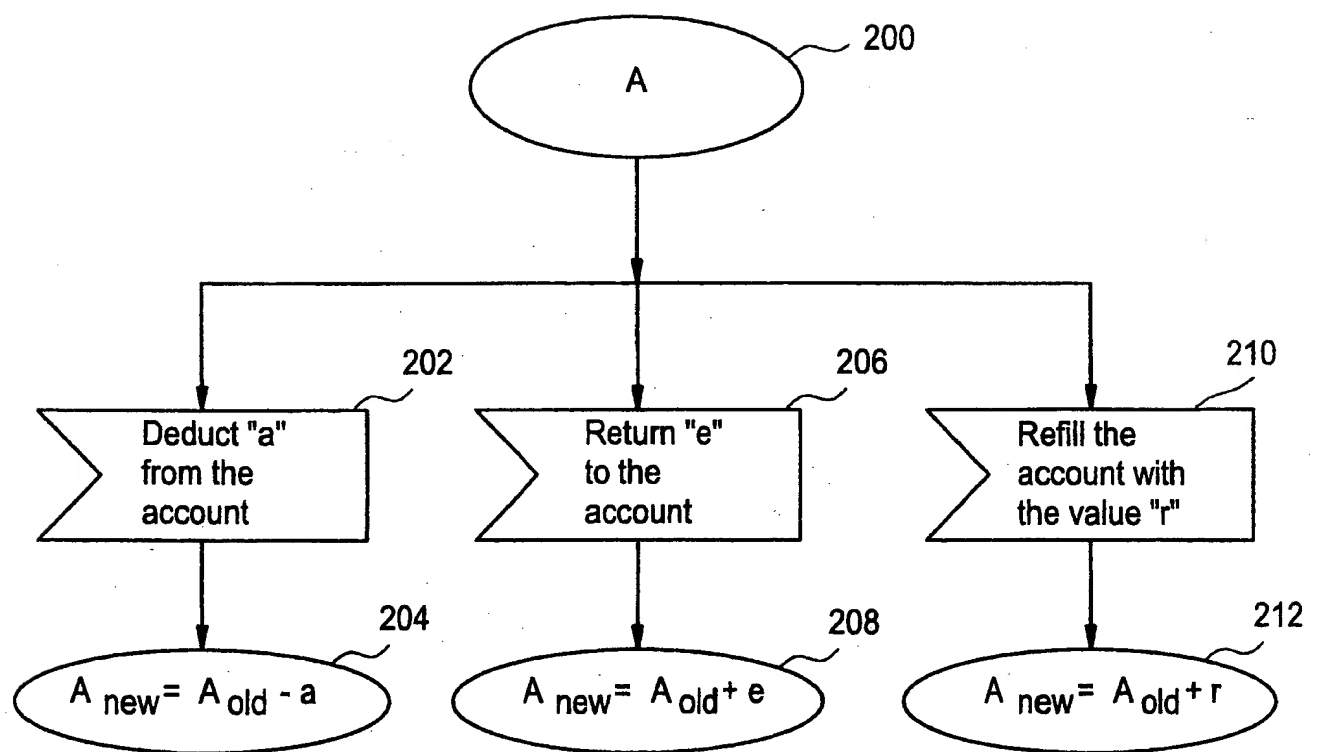 200
A
202
206
210
Deduct "a"
from the
account
Return "e"
to the
account
Refill the
account with
the value "r"
204
208
212
A new = A old - a
A new = A old + e
A new = A old + r